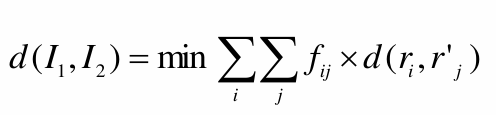 d(I₁,I₂) = min ∑ᵢ ∑ⱼ fᵢⱼ × d(rᵢ,r'ⱼ)